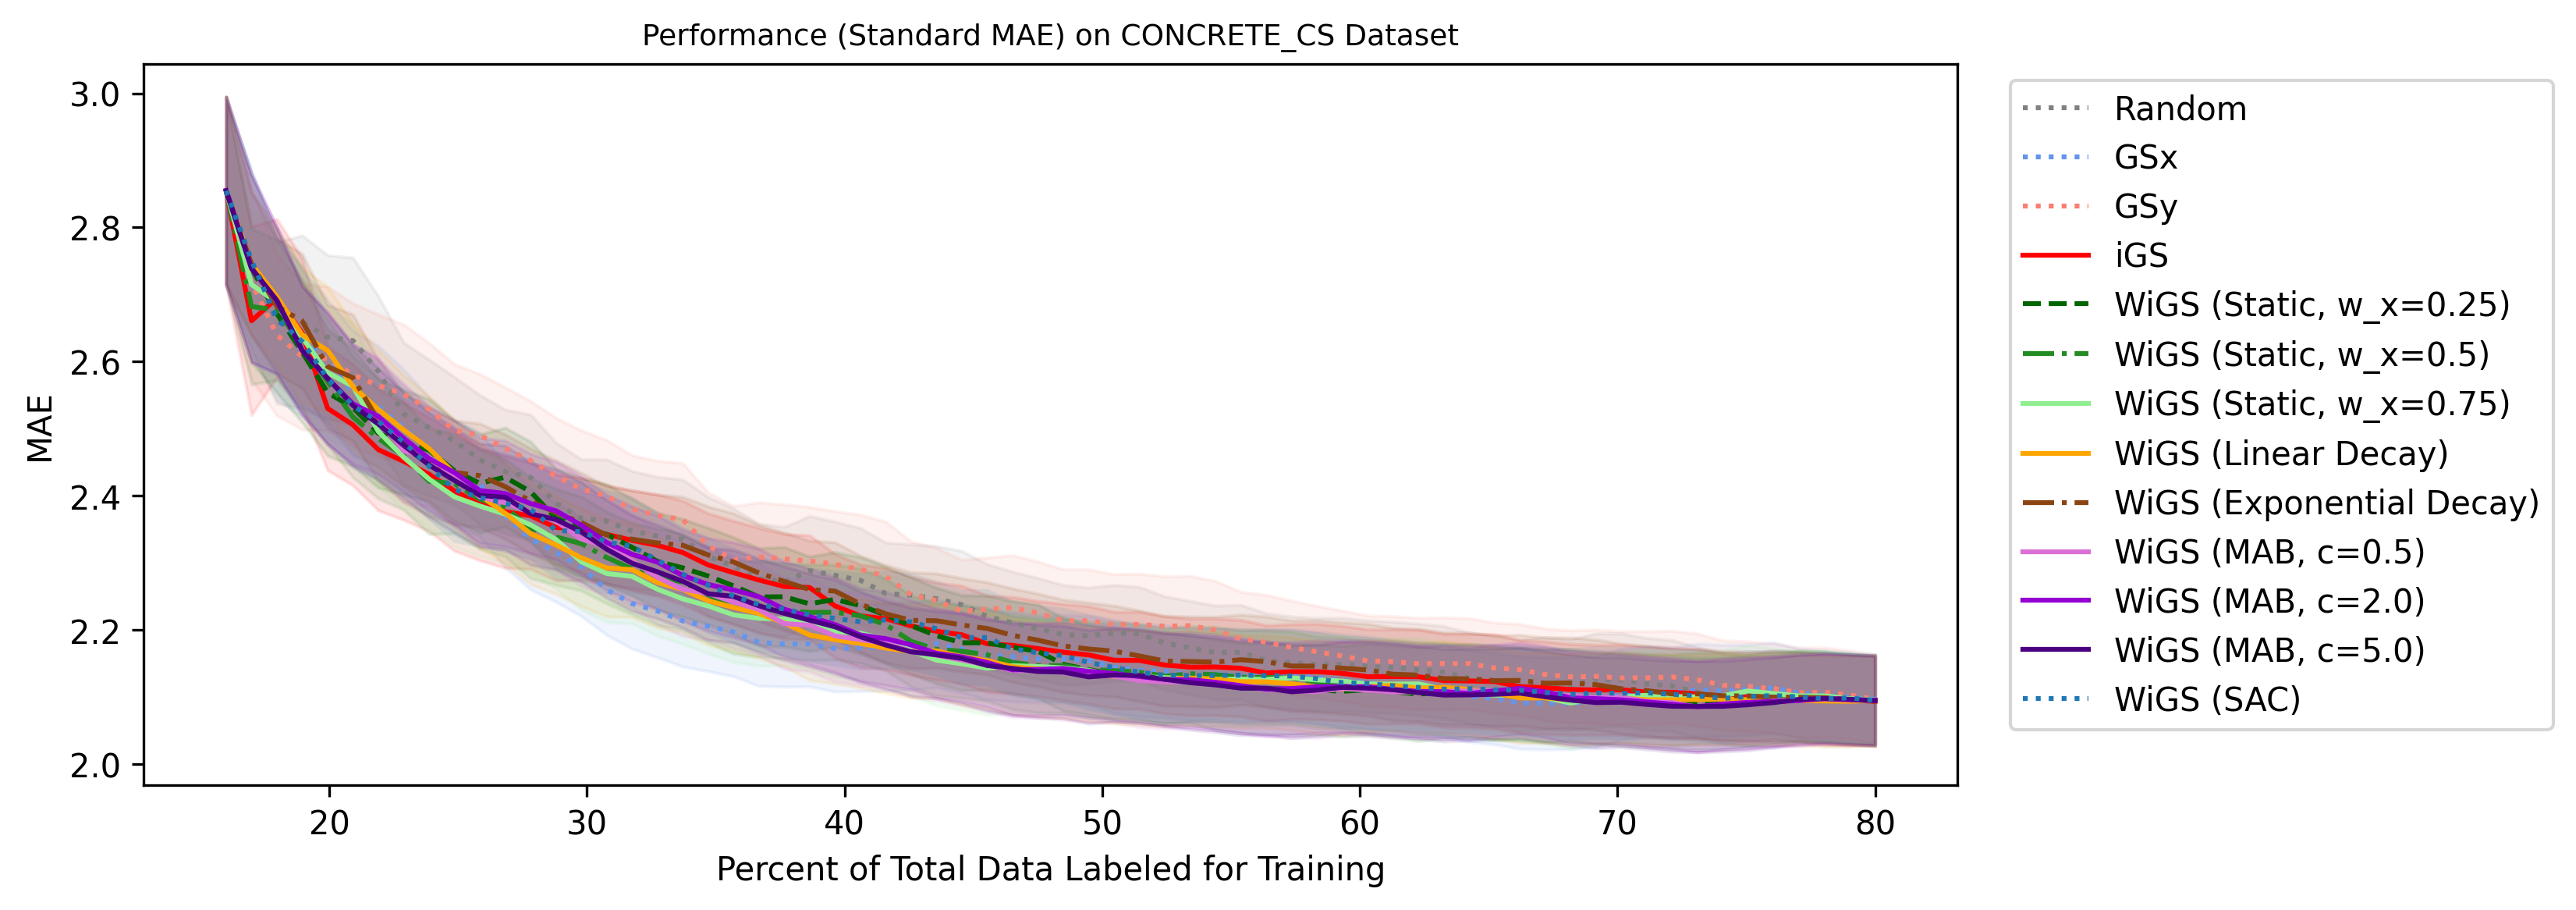 Performance (Standard MAE) on CONCRETE_CS Dataset
MAE
3.0
2.8
2.6
2.4
2.2
2.0
20 30 40 50 60 70 80
Percent of Total Data Labeled for Training
Random
GSx
GSy
iGS
WiGS (Static, w_x=0.25)
WiGS (Static, w_x=0.5)
WiGS (Static, w_x=0.75)
WiGS (Linear Decay)
WiGS (Exponential Decay)
WiGS (MAB, c=0.5)
WiGS (MAB, c=2.0)
WiGS (MAB, c=5.0)
WiGS (SAC)